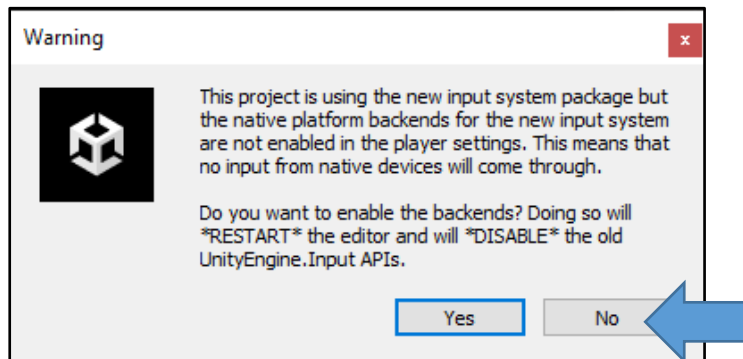 Warning
x
This project is using the new input system package but
the native platform backends for the new input system
are not enabled in the player settings. This means that
no input from native devices will come through.
Do you want to enable the backends? Doing so will
*RESTART* the editor and will *DISABLE* the old
UnityEngine.Input APIs.
Yes No